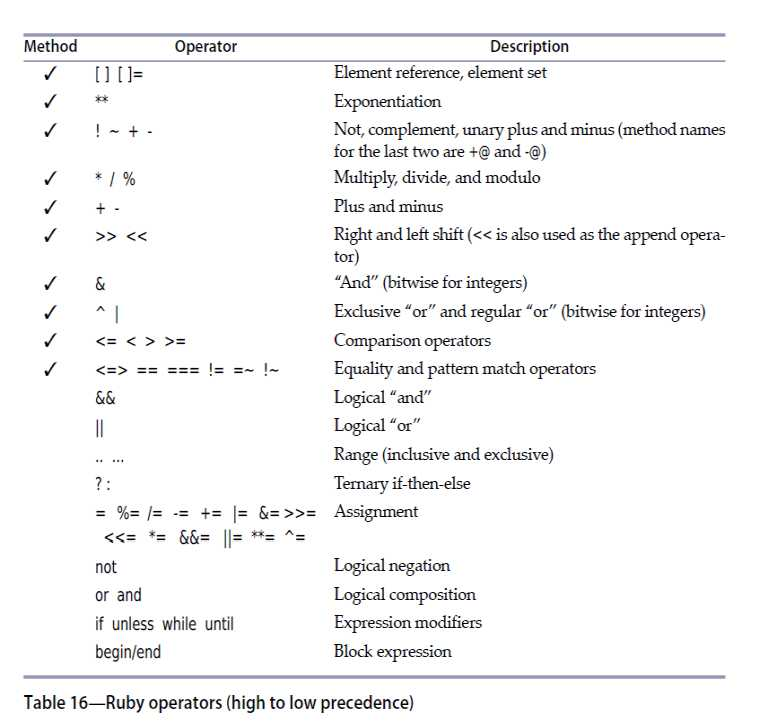 Method Operator Description
✓ [ ] [ ]= Element reference, element set
✓ ** Exponentiation
✓ ! ~ + - Not, complement, unary plus and minus (method names
for the last two are +@ and -@)
✓ * / % Multiply, divide, and modulo
✓ + - Plus and minus
✓ >> << Right and left shift (<< is also used as the append opera-
tor)
✓ & “And” (bitwise for integers)
✓ ^ | Exclusive “or” and regular “or” (bitwise for integers)
✓ <= < > >= Comparison operators
✓ <=> == === != =~ !~ Equality and pattern match operators
&& Logical “and”
|| Logical “or”
.. ... Range (inclusive and exclusive)
? : Ternary if-then-else
= %= /= -= += |= &= >>= Assignment
<<= *= &&= ||= **= ^=
not Logical negation
or and Logical composition
if unless while until Expression modifiers
begin/end Block expression
Table 16—Ruby operators (high to low precedence)